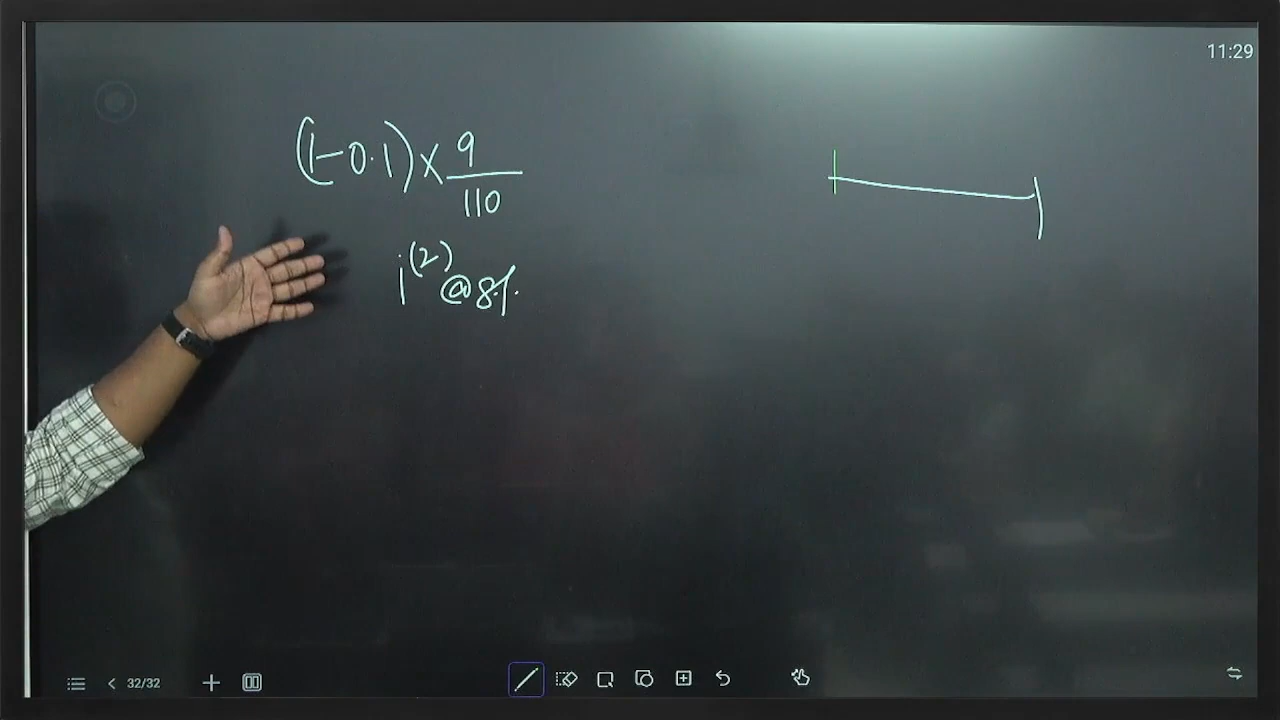 11:29
(1-0.1) × 9/110
i^(2) @ 8%.
32/32